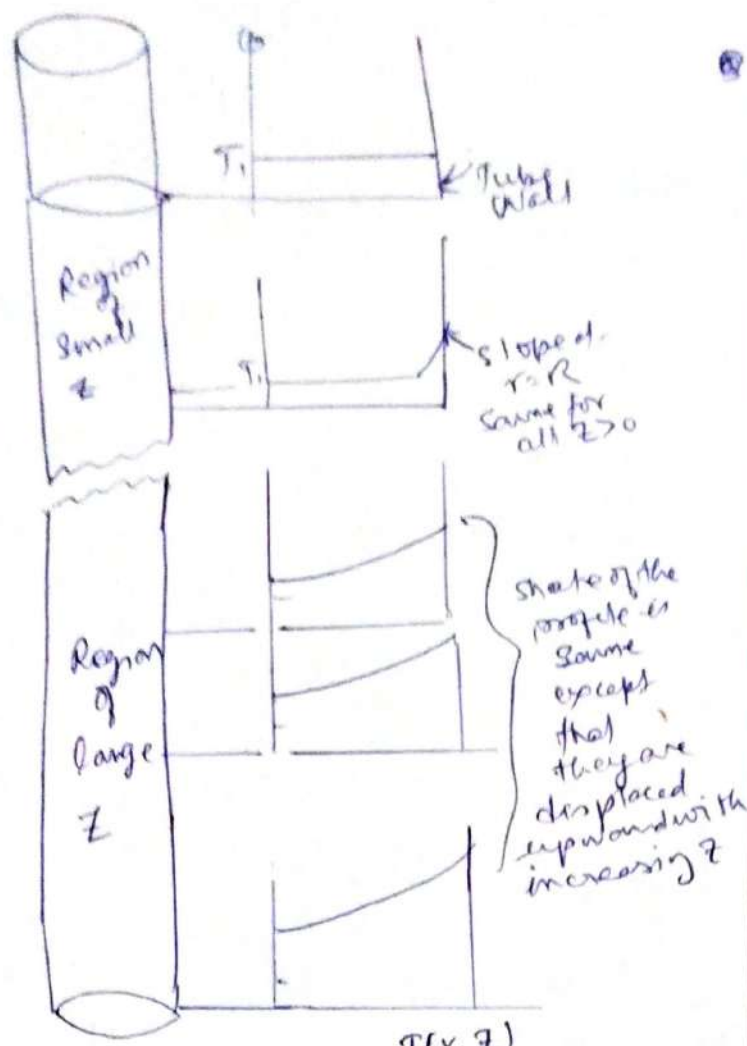 T₁
Tube
Wall
Region
of
Small
Z
T₁
Slope at
r=R
Same for
all Z>0
Region
of
large
Z
of the
profile is
Same
except
that
they are
displaced
upward with
increasing Z
T(r, z)